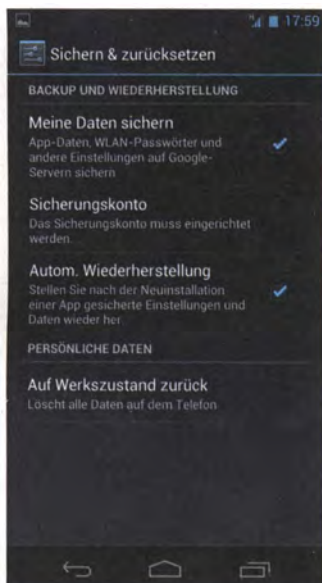 17:59
Sichern & zurücksetzen
BACKUP UND WIEDERHERSTELLUNG
Meine Daten sichern
App-Daten, WLAN-Passwörter und
andere Einstellungen auf Google-
Servern sichern
Sicherungskonto
Das Sicherungskonto muss eingerichtet
werden.
Autom. Wiederherstellung
Stellen Sie nach der Neuinstallation
einer App gesicherte Einstellungen und
Daten wieder her.
PERSÖNLICHE DATEN
Auf Werkszustand zurück
Löscht alle Daten auf dem Telefon